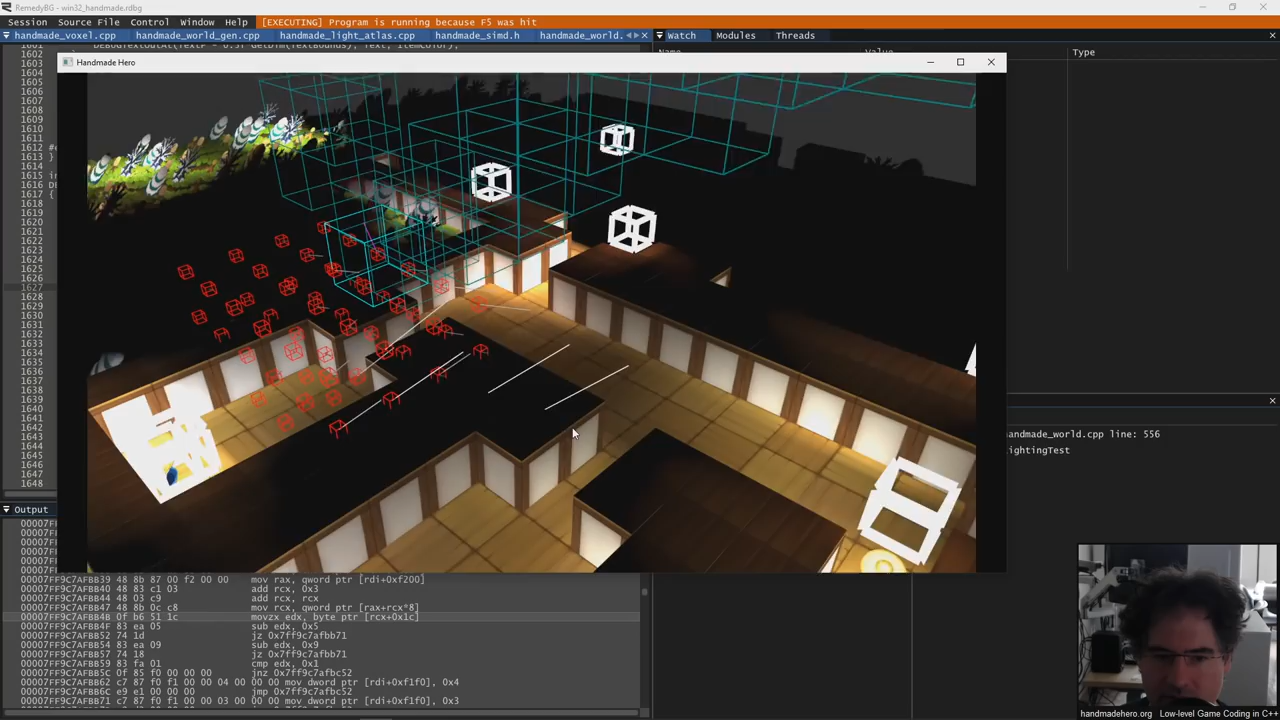 RemedyBG - win32_handmade.rdbg
Session Source File Control Window Help [EXECUTING] Program is running because F5 was hit
handmade_voxel.cpp handmade_world_gen.cpp handmade_light_atlas.cpp handmade_simd.h handmade_world.
Watch Modules Threads
Value Type
1602
1603
1604
1605
1606
1607
1608
1609
1610
1611
1612 #e
1613 }
1614
1615 in
1616 DE
1617 {
1618
1619
1620
1621
1622
1623
1624
1625
1626
1627
1628
1629
1630
1631
1632
1633
1634
1635
1636
1637
1638
1639
1640
1641
1642
1643
1644
1645
1646
1647
1648
Handmade Hero
andmade_world.cpp line: 556
ightingTest
Output
00007FF9C7AFBB39 48 8b 87 00 f2 00 00 mov rax, qword ptr [rdi+0xf200]
00007FF9C7AFBB40 48 83 c1 03 add rcx, 0x3
00007FF9C7AFBB44 48 03 c9 add rcx, rcx
00007FF9C7AFBB47 48 8b 0c c8 mov rcx, qword ptr [rax+rcx*8]
00007FF9C7AFBB4B 0f b6 51 1c movzx edx, byte ptr [rcx+0x1c]
00007FF9C7AFBB4F 83 ea 05 sub edx, 0x5
00007FF9C7AFBB52 74 1d jz 0x7ff9c7afbb71
00007FF9C7AFBB54 83 ea 09 sub edx, 0x9
00007FF9C7AFBB57 74 18 jz 0x7ff9c7afbb71
00007FF9C7AFBB59 83 fa 01 cmp edx, 0x1
00007FF9C7AFBB5C 0f 85 f0 00 00 00 jnz 0x7ff9c7afbc52
00007FF9C7AFBB62 c7 87 f0 f1 00 00 04 00 00 00 mov dword ptr [rdi+0xf1f0], 0x4
00007FF9C7AFBB6C e9 e1 00 00 00 jmp 0x7ff9c7afbc52
00007FF9C7AFBB71 c7 87 f0 f1 00 00 03 00 00 00 mov dword ptr [rdi+0xf1f0], 0x3
handmadehero.org Low-level Game Coding in C++